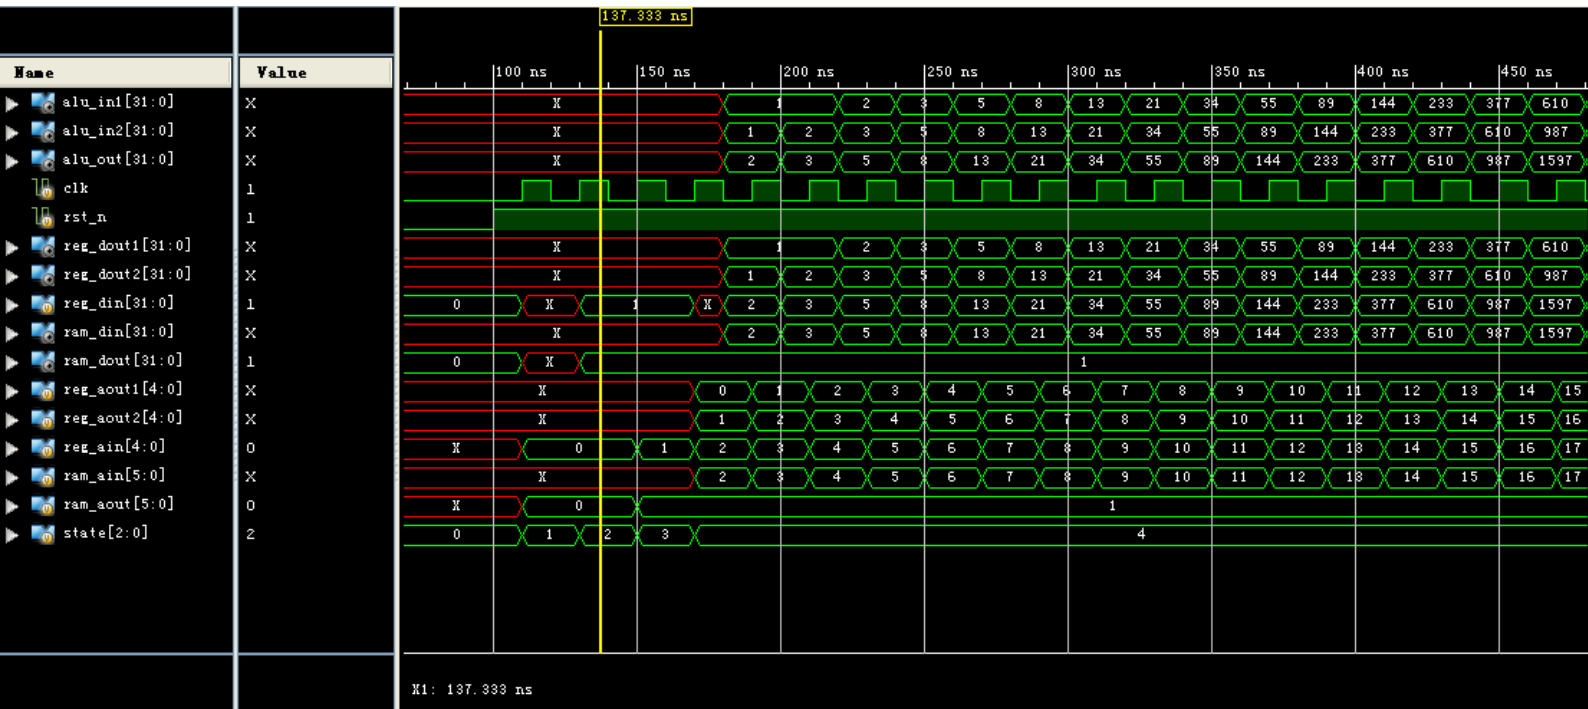 137.333 ns
Name Value 100 ns 150 ns 200 ns 250 ns 300 ns 350 ns 400 ns 450 ns
alu_in1[31:0] X X 1 2 3 5 8 13 21 34 55 89 144 233 377 610
alu_in2[31:0] X X 1 2 3 5 8 13 21 34 55 89 144 233 377 610 987
alu_out[31:0] X X 2 3 5 8 13 21 34 55 89 144 233 377 610 987 1597
clk 1
rst_n 1
reg_dout1[31:0] X X 1 2 3 5 8 13 21 34 55 89 144 233 377 610
reg_dout2[31:0] X X 1 2 3 5 8 13 21 34 55 89 144 233 377 610 987
reg_din[31:0] 1 0 X 1 X 2 3 5 8 13 21 34 55 89 144 233 377 610 987 1597
ram_din[31:0] X X 2 3 5 8 13 21 34 55 89 144 233 377 610 987 1597
ram_dout[31:0] 1 0 X 1
reg_aout1[4:0] X X 0 1 2 3 4 5 6 7 8 9 10 11 12 13 14 15
reg_aout2[4:0] X X 1 2 3 4 5 6 7 8 9 10 11 12 13 14 15 16
reg_ain[4:0] 0 X 0 1 2 3 4 5 6 7 8 9 10 11 12 13 14 15 16 17
ram_ain[5:0] X X 2 3 4 5 6 7 8 9 10 11 12 13 14 15 16 17
ram_aout[5:0] 0 X 0 1
state[2:0] 2 0 1 2 3 4
X1: 137.333 ns